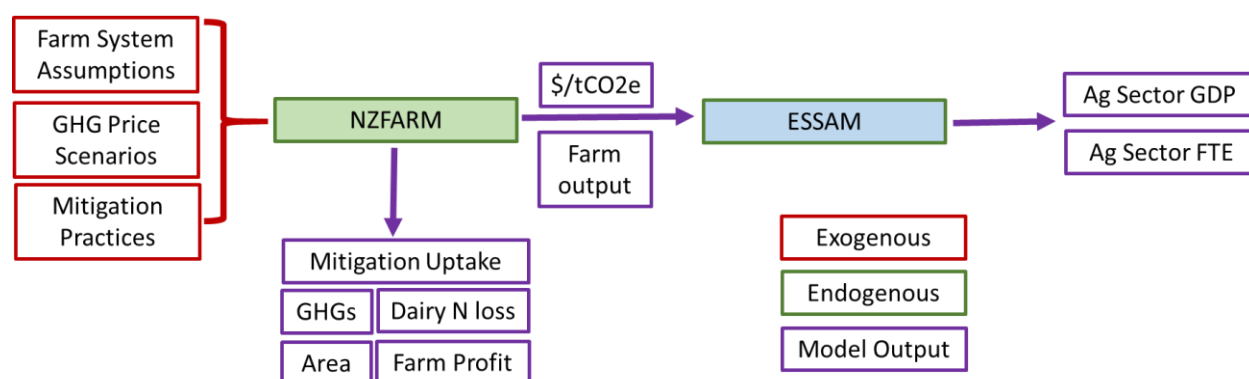 Farm System
Assumptions
GHG Price
Scenarios
Mitigation
Practices
NZFARM
$/tCO2e
Farm
output
ESSAM
Ag Sector GDP
Ag Sector FTE
Mitigation Uptake
GHGs
Dairy N loss
Area
Farm Profit
Exogenous
Endogenous
Model Output